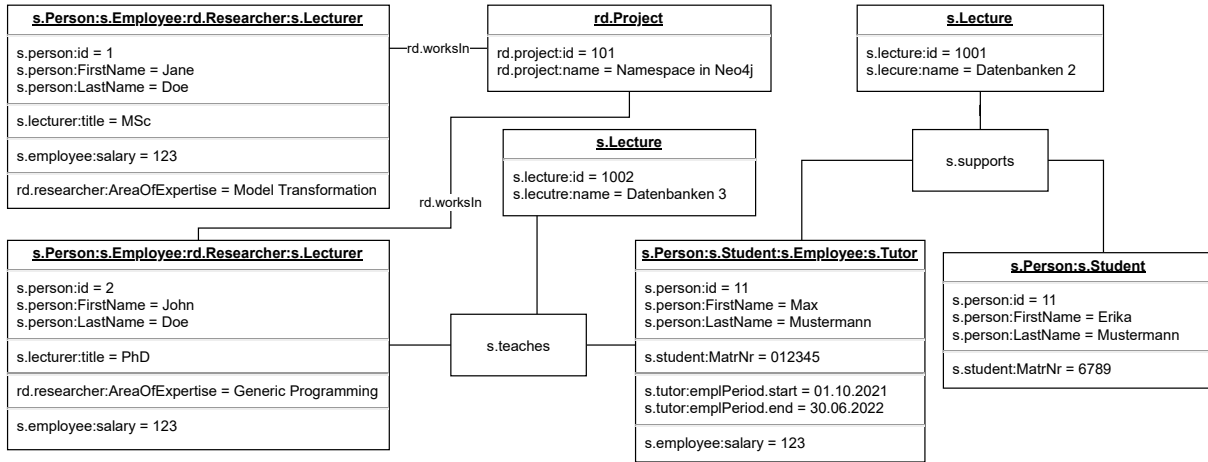 s.Person:s.Employee:rd.Researcher:s.Lecturer
s.person:id = 1
s.person:FirstName = Jane
s.person:LastName = Doe
s.lecturer:title = MSc
s.employee:salary = 123
rd.researcher:AreaOfExpertise = Model Transformation
rd.worksIn
rd.Project
rd.project:id = 101
rd.project:name = Namespace in Neo4j
s.Lecture
s.lecture:id = 1001
s.lecure:name = Datenbanken 2
s.Lecture
s.lecture:id = 1002
s.lecutre:name = Datenbanken 3
s.supports
rd.worksIn
s.Person:s.Employee:rd.Researcher:s.Lecturer
s.person:id = 2
s.person:FirstName = John
s.person:LastName = Doe
s.lecturer:title = PhD
rd.researcher:AreaOfExpertise = Generic Programming
s.employee:salary = 123
s.teaches
s.Person:s.Student:s.Employee:s.Tutor
s.person:id = 11
s.person:FirstName = Max
s.person:LastName = Mustermann
s.student:MatrNr = 012345
s.tutor:emplPeriod.start = 01.10.2021
s.tutor:emplPeriod.end = 30.06.2022
s.employee:salary = 123
s.Person:s.Student
s.person:id = 11
s.person:FirstName = Erika
s.person:LastName = Mustermann
s.student:MatrNr = 6789